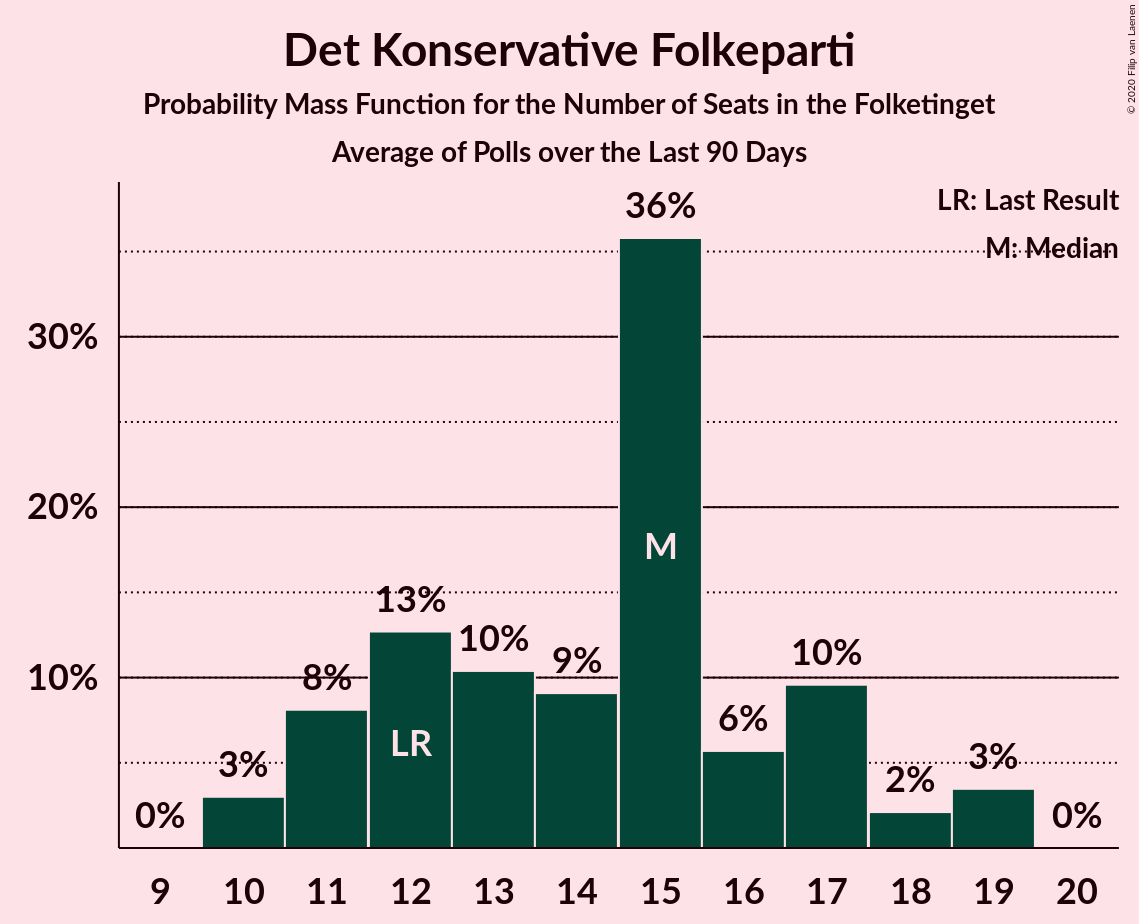 © 2020 Filip van Laenen
Det Konservative Folkeparti
Probability Mass Function for the Number of Seats in the Folketinget
Average of Polls over the Last 90 Days
LR: Last Result
M: Median
30%
20%
10%
0%
3%
8%
13%
10%
9%
36%
6%
10%
2%
3%
0%
LR
M
9 10 11 12 13 14 15 16 17 18 19 20